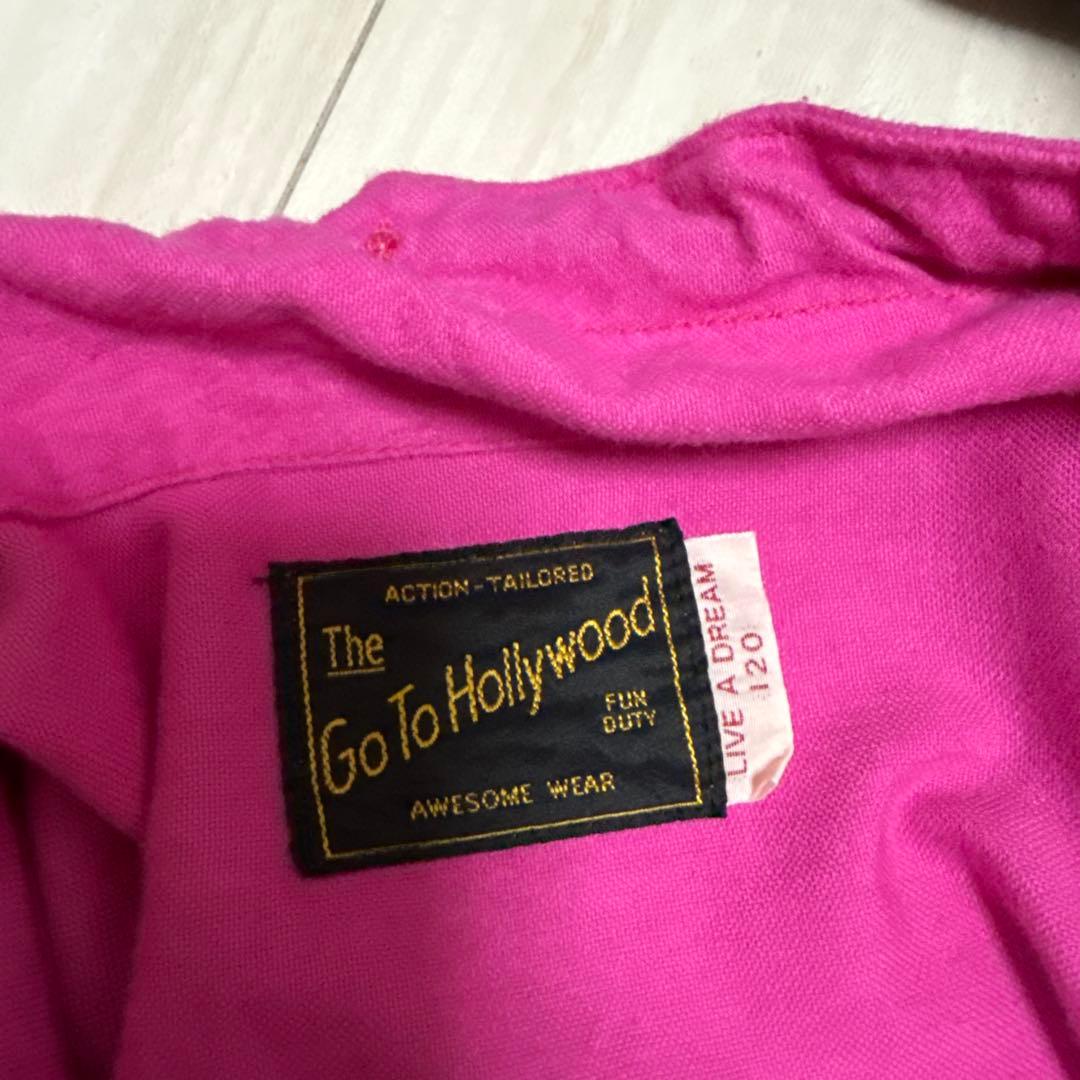 ACTION-TAILORED
The
Go To Hollywood
FUN
DUTY
AWESOME WEAR
LIVE A DREAM
120